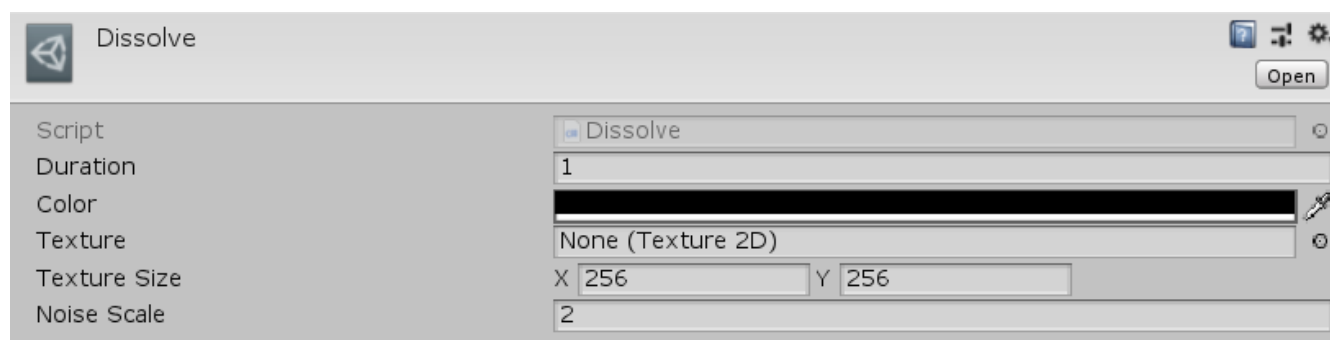 Dissolve
Open
Script Dissolve
Duration 1
Color
Texture None (Texture 2D)
Texture Size X 256 Y 256
Noise Scale 2